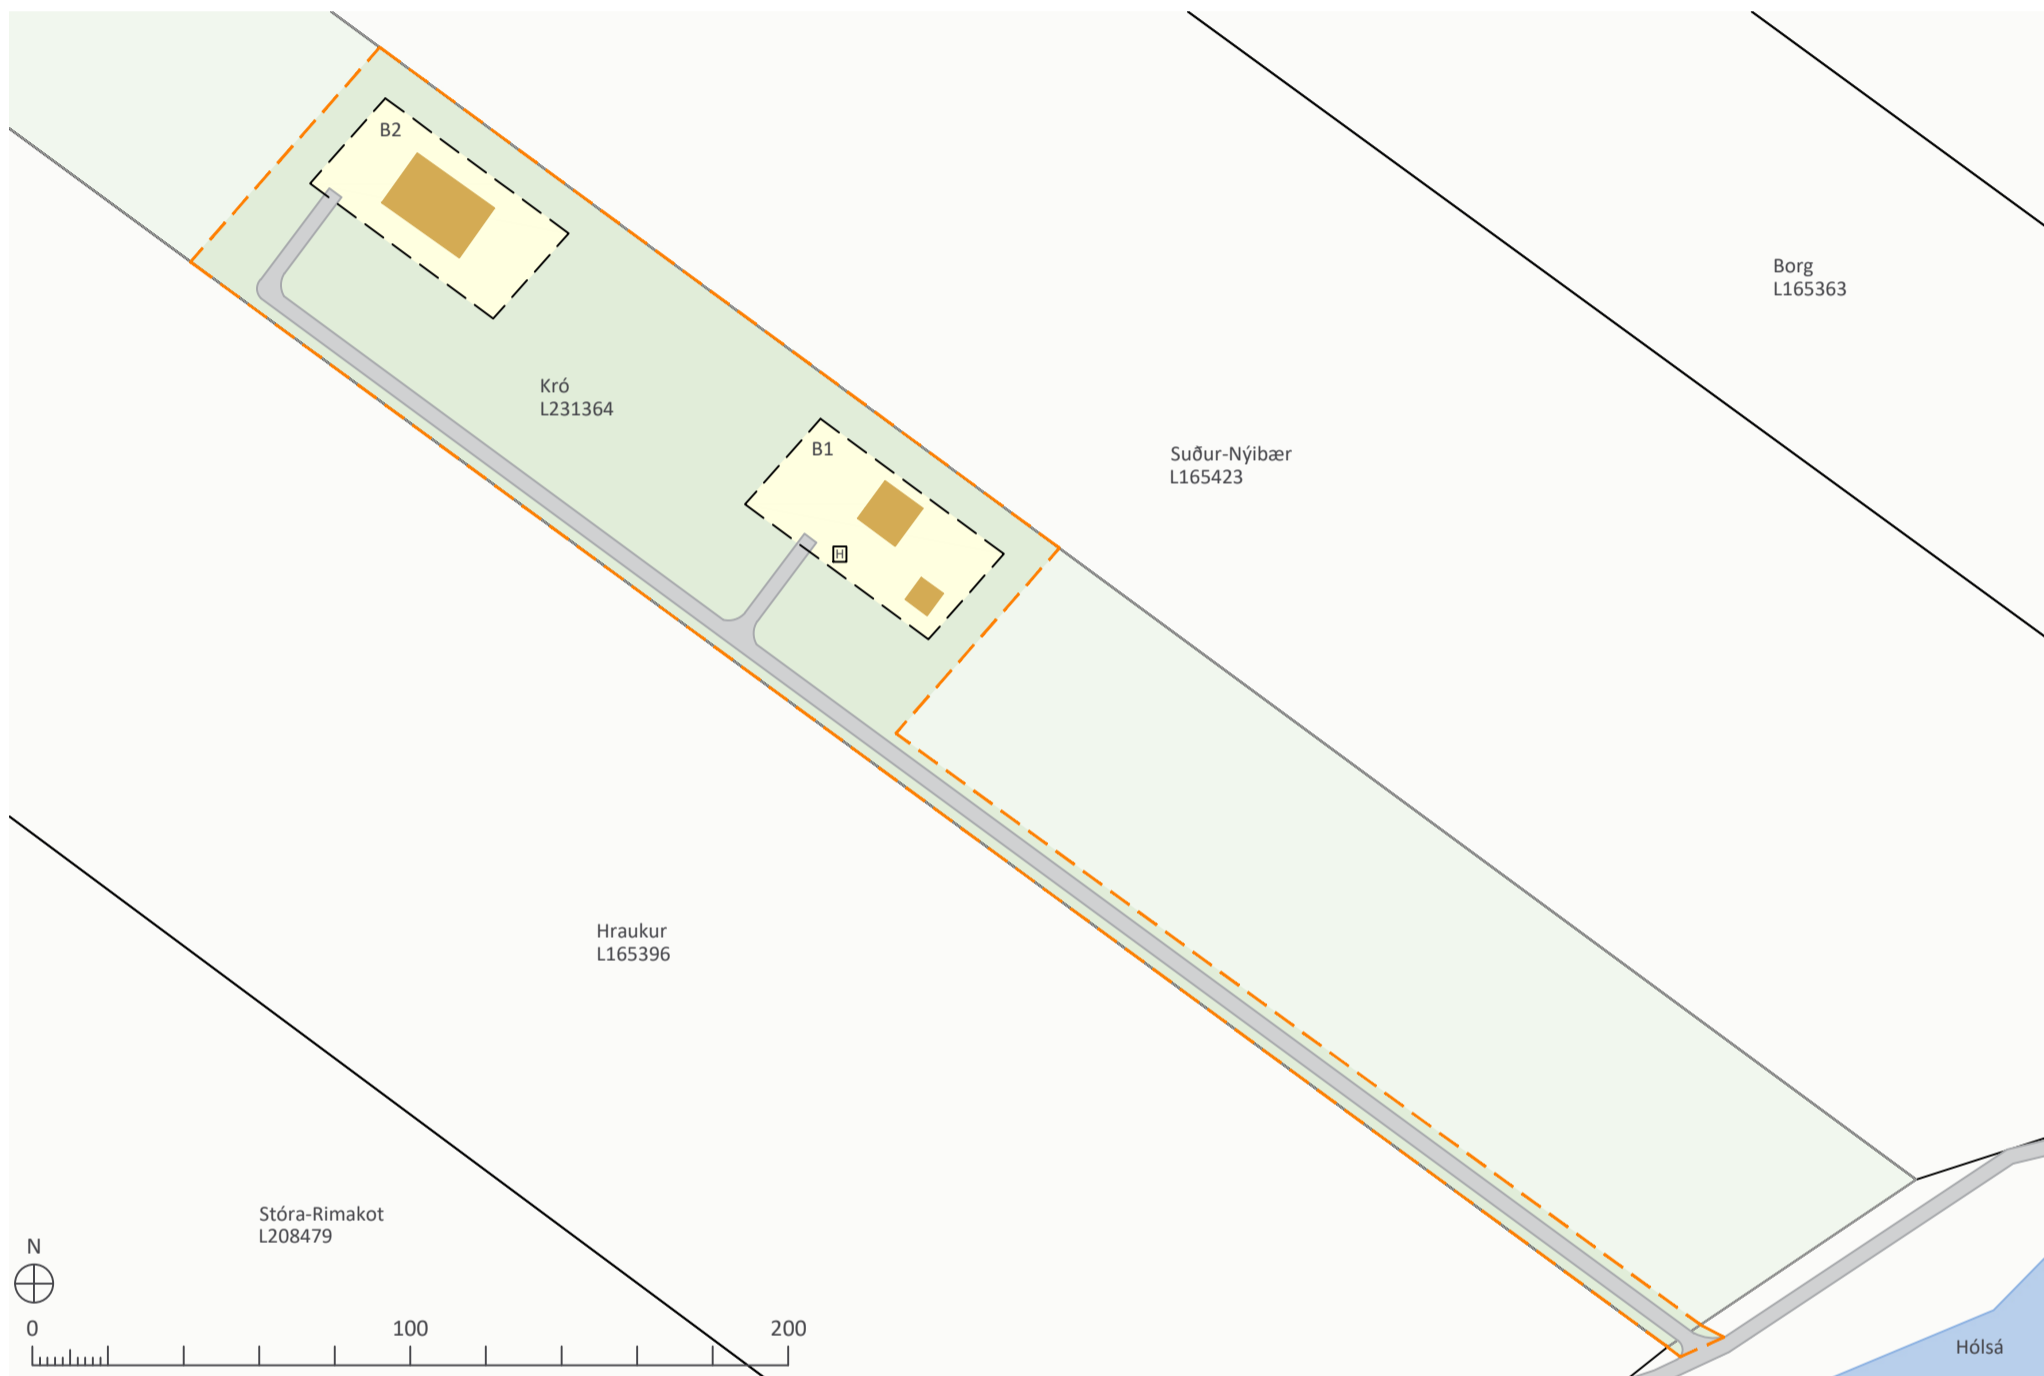 B2
Borg
L165363
Kró
L231364
B1
Suður-Nýibær
L165423
H
Hraukur
L165396
Stóra-Rimakot
L208479
N
0 100 200
Hólsá